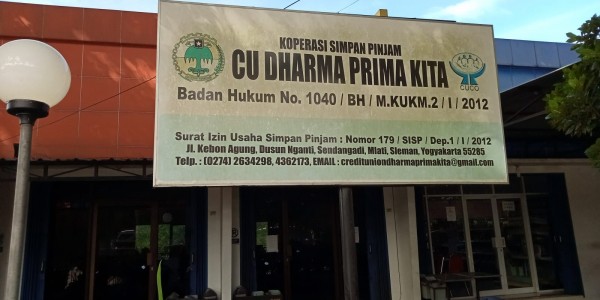 KOPERASI SIMPAN PINJAM
CU DHARMA PRIMA KITA
Badan Hukum No. 1040 / BH / M.KUKM.2 / I / 2012
CUCO
Surat Izin Usaha Simpan Pinjam : Nomor 179 / SISP / Dep.1 / I / 2012
Jl. Kebon Agung, Dusun Nganti, Sendangadi, Mlati, Sleman, Yogyakarta 55285
Telp. : (0274) 2634298, 4362173, EMAIL : credituniondharmaprimakita@gmail.com